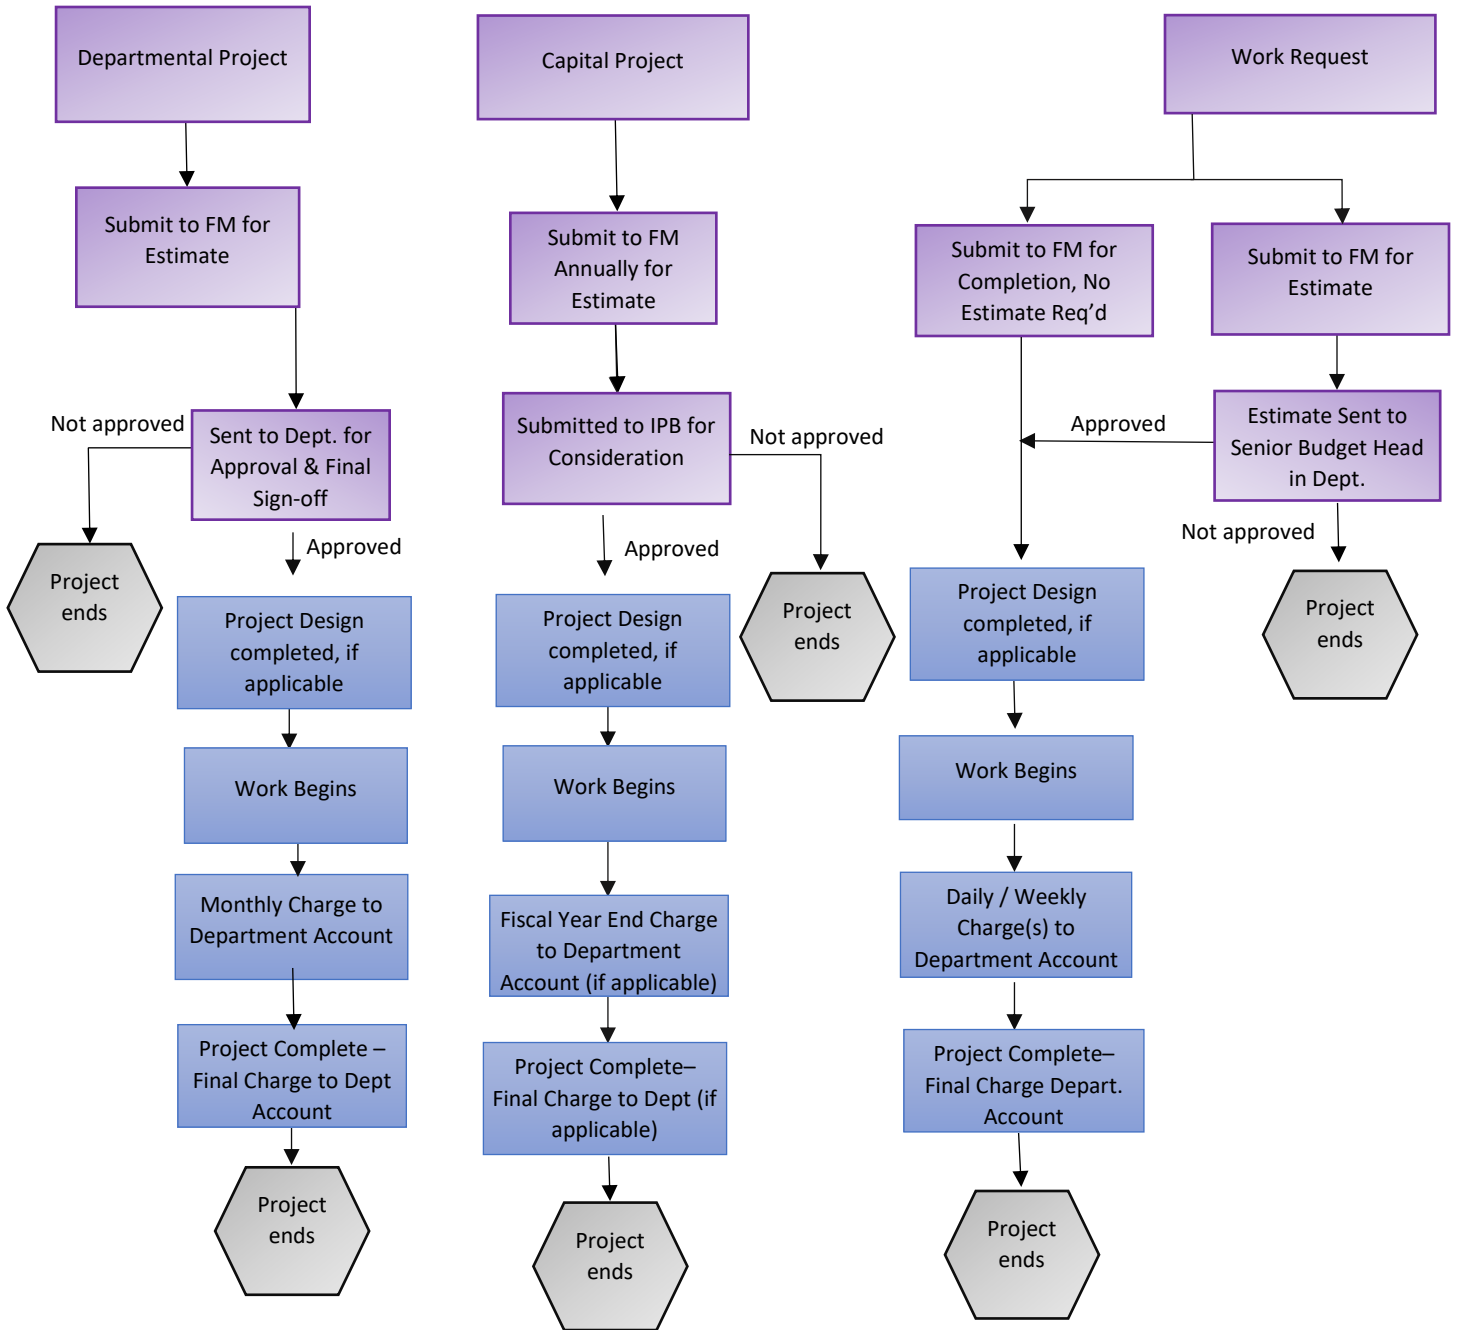 Departmental Project
Capital Project
Work Request
Submit to FM for
Estimate
Submit to FM
Annually for
Estimate
Submit to FM for
Completion, No
Estimate Req’d
Submit to FM for
Estimate
Not approved
Sent to Dept. for
Approval & Final
Sign-off
Submitted to IPB for
Consideration
Not approved
Approved
Estimate Sent to
Senior Budget Head
in Dept.
Approved
Approved
Not approved
Project
ends
Project Design
completed, if
applicable
Project Design
completed, if
applicable
Project
ends
Project Design
completed, if
applicable
Project
ends
Work Begins
Work Begins
Work Begins
Monthly Charge to
Department Account
Fiscal Year End Charge
to Department
Account (if applicable)
Daily / Weekly
Charge(s) to
Department Account
Project Complete –
Final Charge to Dept
Account
Project Complete–
Final Charge to Dept (if
applicable)
Project Complete–
Final Charge Depart.
Account
Project
ends
Project
ends
Project
ends